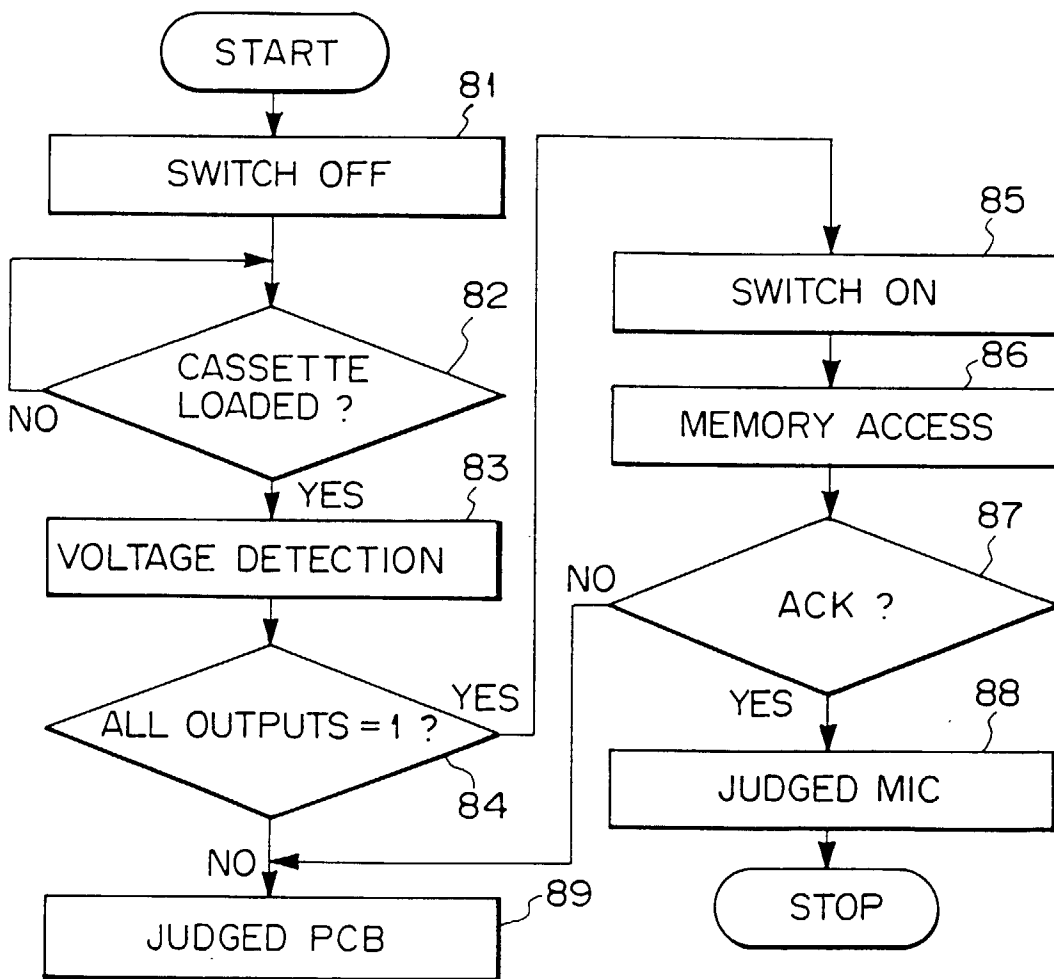 START
81
SWITCH OFF
82
CASSETTE
LOADED ?
NO
YES
83
VOLTAGE DETECTION
ALL OUTPUTS = 1 ?
YES
84
NO
89
JUDGED PCB
85
SWITCH ON
86
MEMORY ACCESS
87
NO
ACK ?
YES
88
JUDGED MIC
STOP